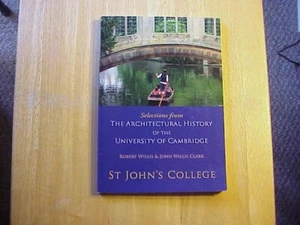 Selections from
THE ARCHITECTURAL HISTORY
OF THE
UNIVERSITY OF CAMBRIDGE
ROBERT WILLIS & JOHN WILLIS CLARK
ST JOHN'S COLLEGE